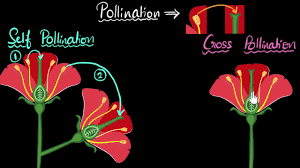 Pollination →
Self Pollination
Cross Pollination
1
2